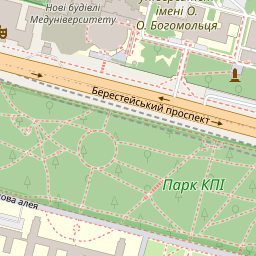 Нові будівлі
Медуніверситету
імені О.
О. Богомольця
Берестейський проспект
Парк КПІ
ова алея